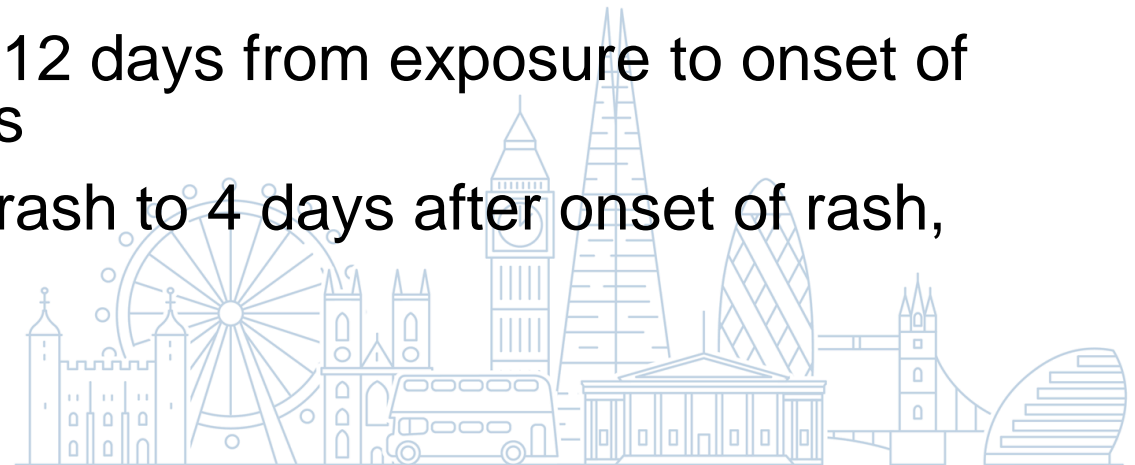 12 days from exposure to onset of
s
rash to 4 days after onset of rash,